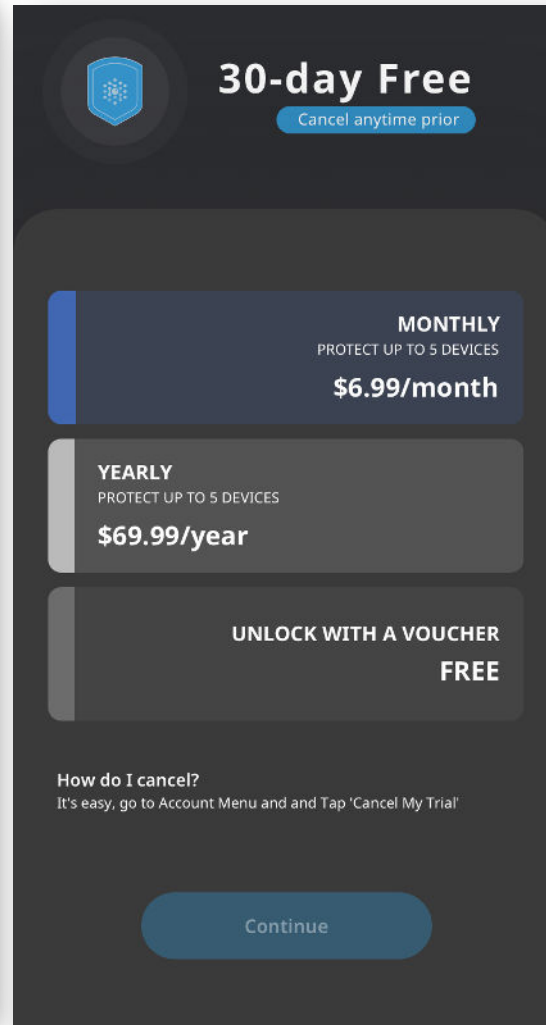 30-day Free
Cancel anytime prior
MONTHLY
PROTECT UP TO 5 DEVICES
$6.99/month
YEARLY
PROTECT UP TO 5 DEVICES
$69.99/year
UNLOCK WITH A VOUCHER
FREE
How do I cancel?
It's easy, go to Account Menu and and Tap 'Cancel My Trial'
Continue